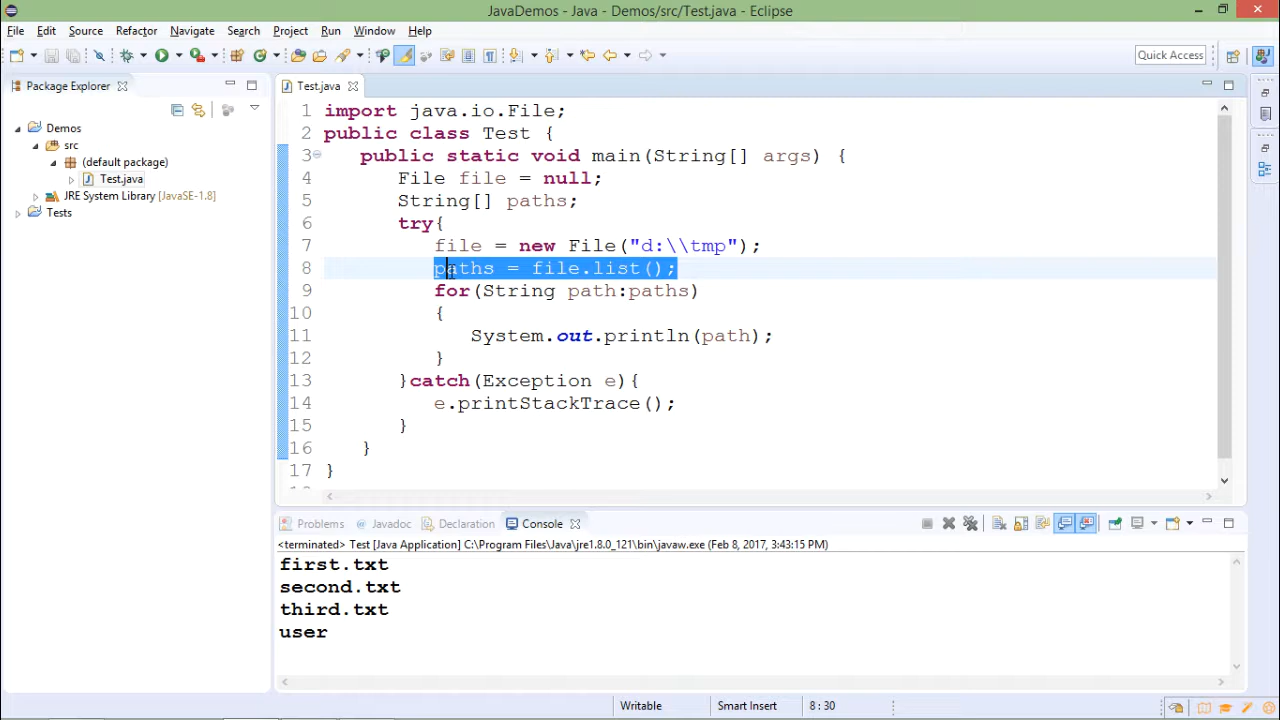 JavaDemos - Java - Demos/src/Test.java - Eclipse
File Edit Source Refactor Navigate Search Project Run Window Help
Quick Access
Package Explorer
Test.java
Demos
src
(default package)
Test.java
JRE System Library [JavaSE-1.8]
Tests
1 import java.io.File;
2 public class Test {
3 public static void main(String[] args) {
4 File file = null;
5 String[] paths;
6 try{
7 file = new File("d:\\tmp");
8 paths = file.list();
9 for(String path:paths)
10 {
11 System.out.println(path);
12 }
13 }catch(Exception e){
14 e.printStackTrace();
15 }
16 }
17 }
Problems Javadoc Declaration Console
<terminated> Test [Java Application] C:\Program Files\Java\jre1.8.0_121\bin\javaw.exe (Feb 8, 2017, 3:43:15 PM)
first.txt
second.txt
third.txt
user
Writable Smart Insert 8 : 30